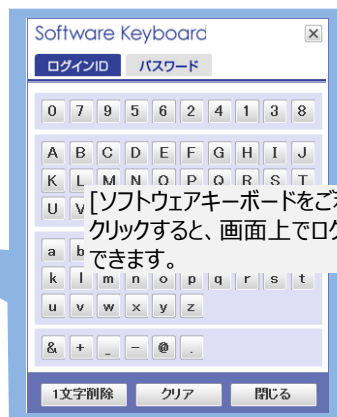 Software Keyboard
ログインID パスワード
0 7 9 5 6 2 4 1 3 8
A B C D E F G H I J
K L M N O P Q R S T
U V
[ソフトウェアキーボードをご
クリックすると、画面上でログ
できます。
a b
k l m n o p q r s t
u v w x y z
& + _ - @ .
1文字削除 クリア 閉じる